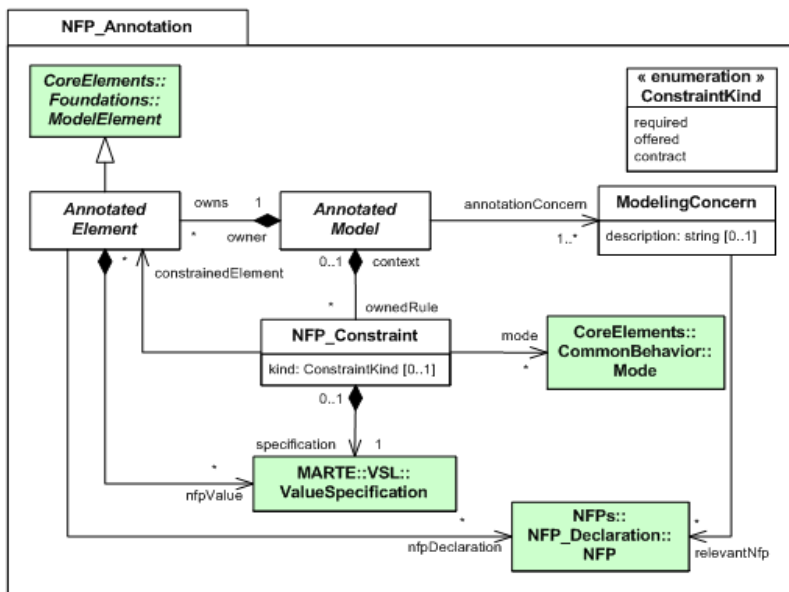 NFP_Annotation
CoreElements::
Foundations::
ModelElement
« enumeration »
ConstraintKind
required
offered
contract
Annotated
Element
owns
1
*
owner
Annotated
Model
annotationConcern
1..*
ModelingConcern
description: string [0..1]
*
constrainedElement
0..1
context
*
ownedRule
NFP_Constraint
kind: ConstraintKind [0..1]
mode
*
CoreElements::
CommonBehavior::
Mode
0..1
specification
1
*
nfpValue
MARTE::VSL::
ValueSpecification
*
nfpDeclaration
NFPs::
NFP_Declaration::
NFP
*
relevantNfp